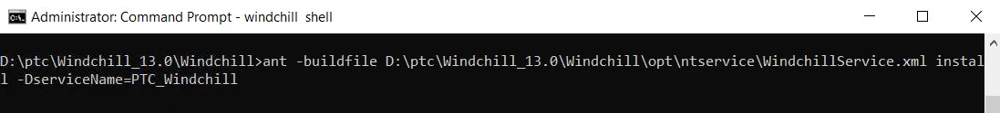 Administrator: Command Prompt - windchill  shell
D:\ptc\Windchill_13.0\Windchill>ant -buildfile D:\ptc\Windchill_13.0\Windchill\opt\ntservice\WindchillService.xml instal
l -DserviceName=PTC_Windchill